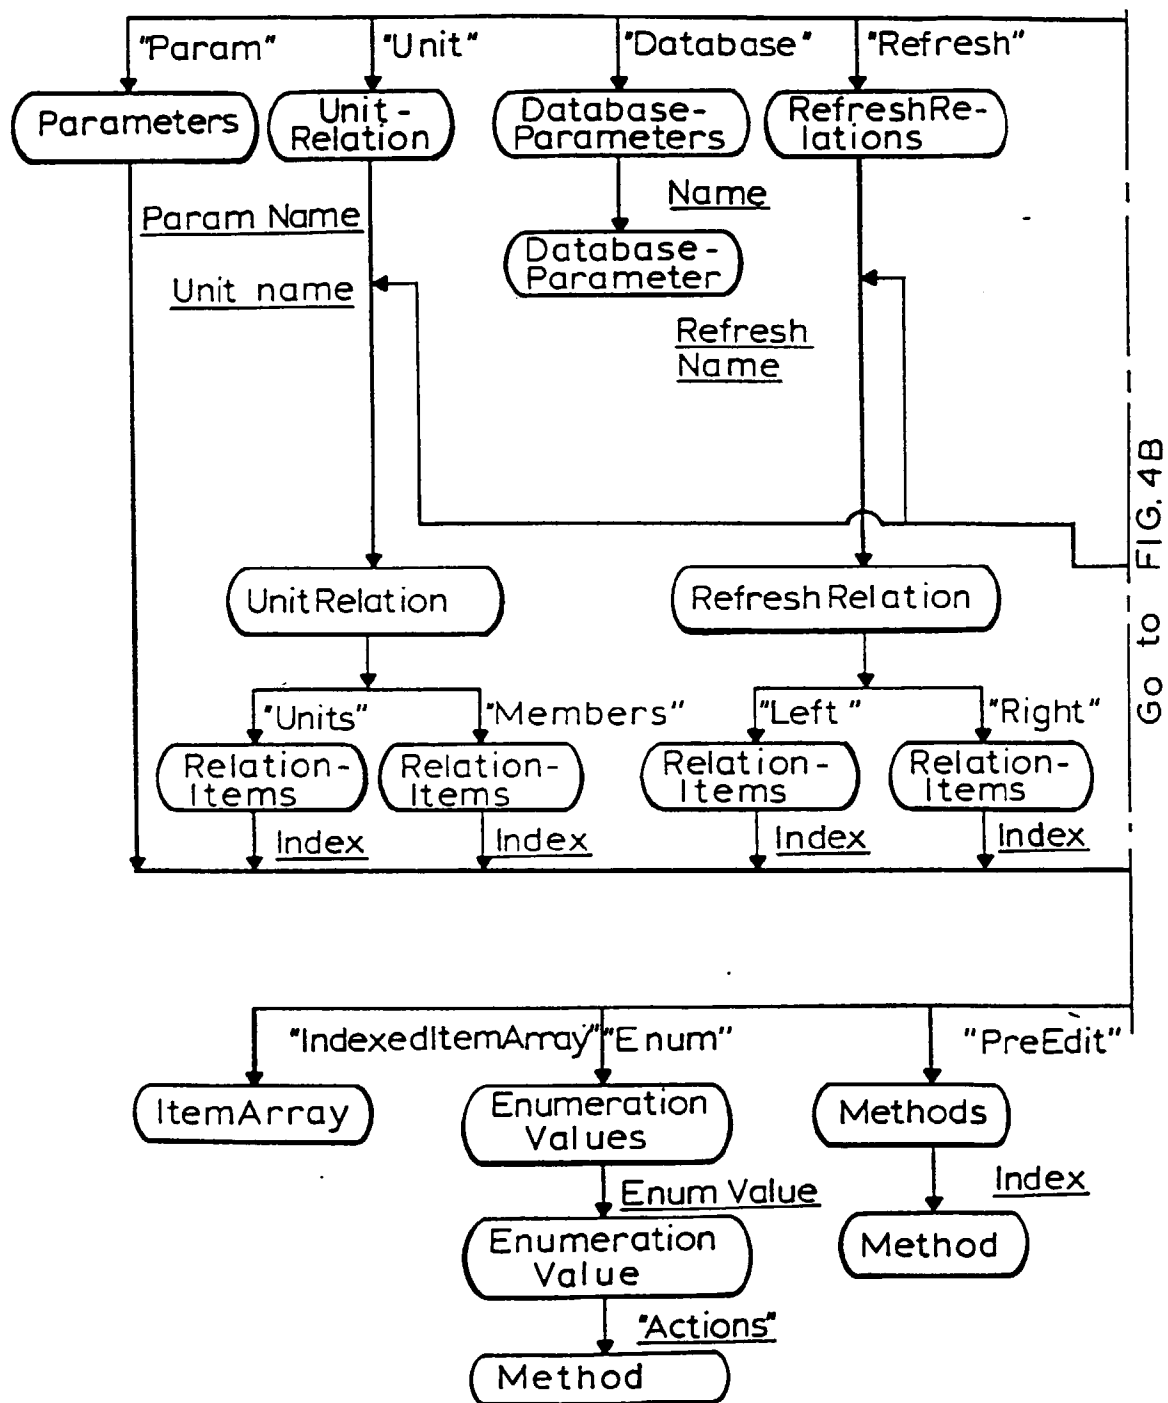 "Param"
"Unit"
"Database"
"Refresh"
Parameters
Unit-
Relation
Database-
Parameters
RefreshRe-
lations
Param Name
Name
Database-
Parameter
Unit name
Refresh
Name
Go to FIG. 4B
UnitRelation
RefreshRelation
"Units"
"Members"
"Left"
"Right"
Relation-
Items
Relation-
Items
Relation-
Items
Relation-
Items
Index
Index
Index
Index
"IndexedItemArray"
"Enum"
"PreEdit"
ItemArray
Enumeration
Values
Methods
Enum Value
Index
Enumeration
Value
Method
"Actions"
Method